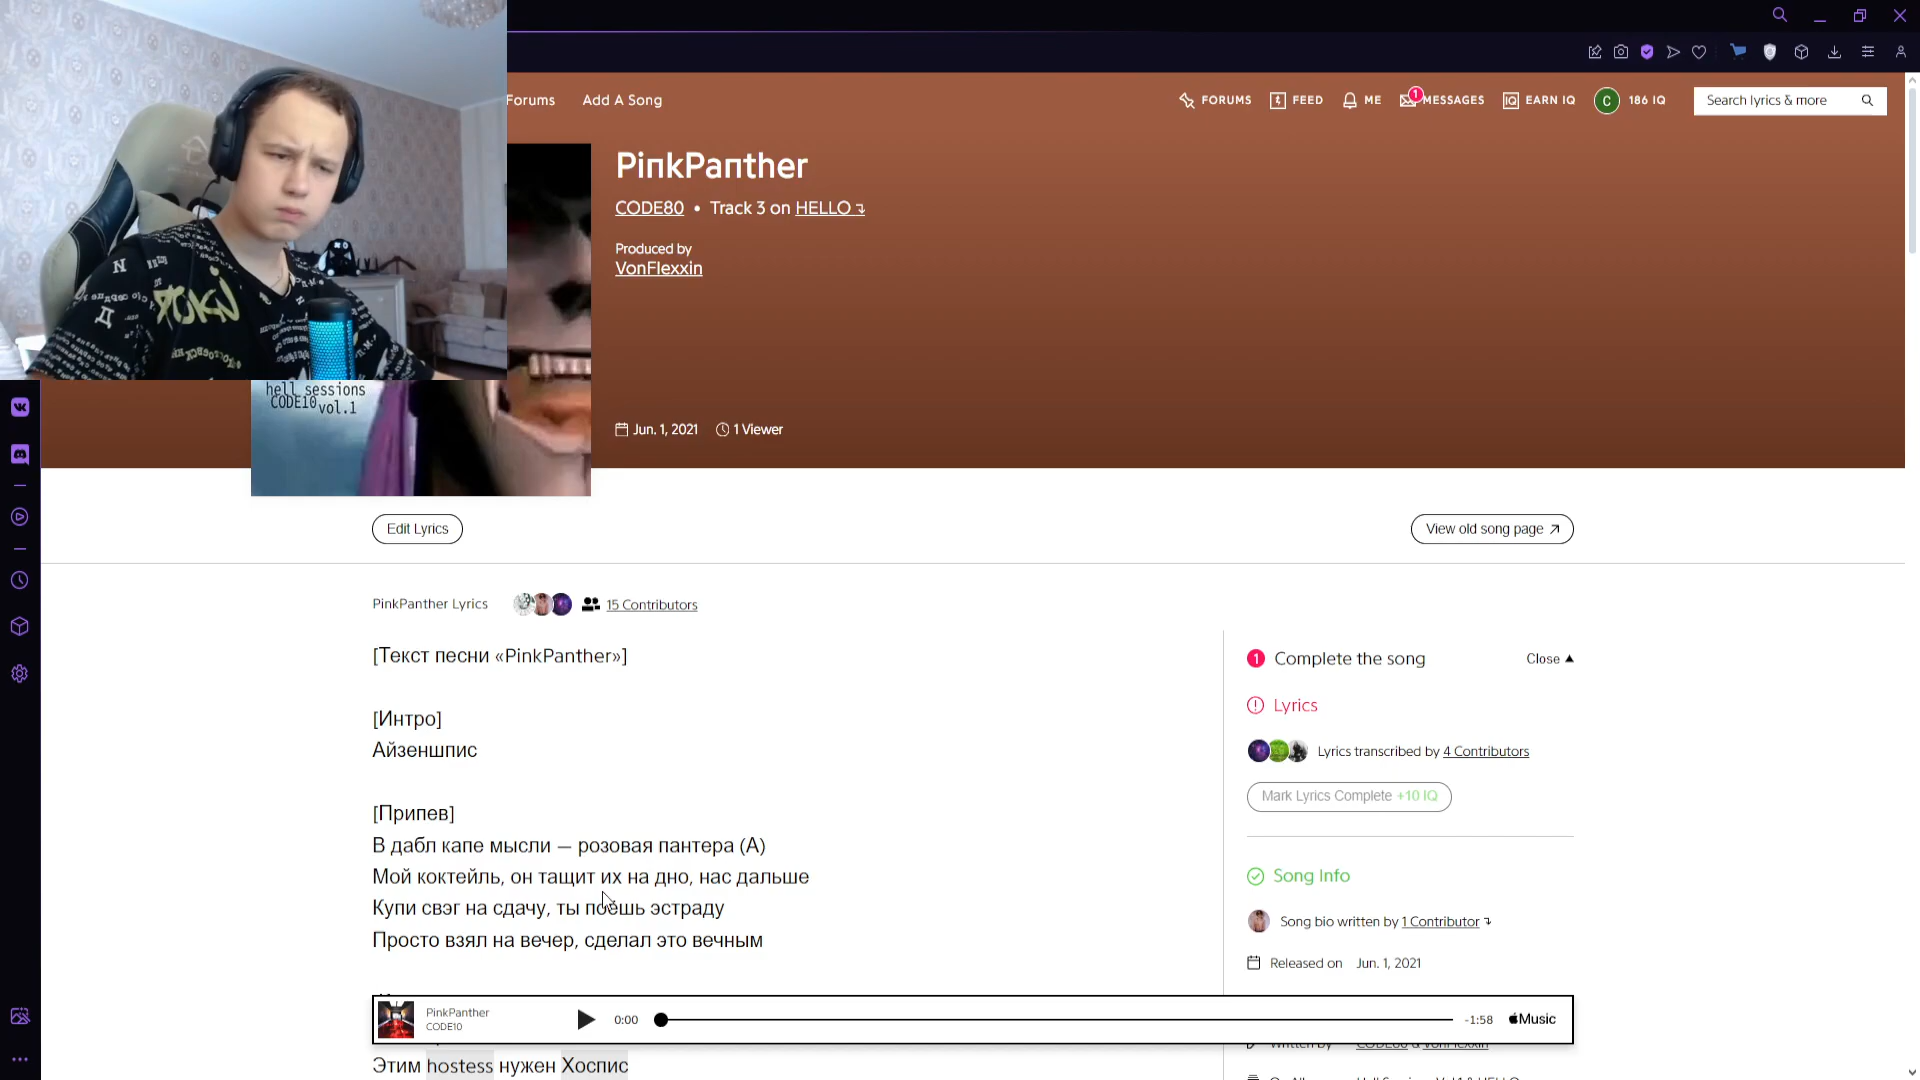 Forums
Add A Song
FORUMS
FEED
ME
1
MESSAGES
EARN IQ
C
186 IQ
Search lyrics & more
PinkPanther
CODE80 • Track 3 on HELLO
Produced by
VonFlexxin
hell sessions
CODE10 vol.1
Jun. 1, 2021
1 Viewer
Edit Lyrics
View old song page
PinkPanther Lyrics
15 Contributors
[Текст песни «PinkPanther»]
[Интро]
Айзеншпис
[Припев]
В дабл капе мысли — розовая пантера (А)
Мой коктейль, он тащит их на дно, нас дальше
Купи свэг на сдачу, ты поёшь эстраду
Просто взял на вечер, сделал это вечным
Этим hostess нужен Хоспис
1 Complete the song
Close
Lyrics
Lyrics transcribed by 4 Contributors
Mark Lyrics Complete +10 IQ
Song Info
Song bio written by 1 Contributor
Released on Jun. 1, 2021
PinkPanther
CODE10
0:00
-1:58
Music